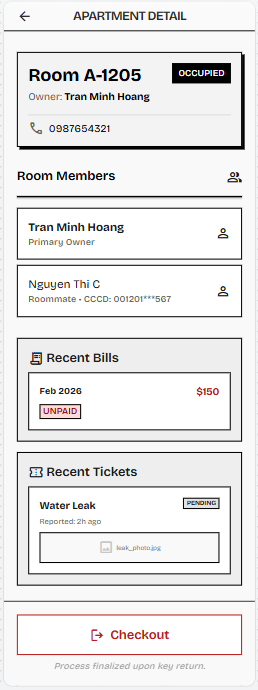 APARTMENT DETAIL
Room A-1205
OCCUPIED
Owner: Tran Minh Hoang
0987654321
Room Members
Tran Minh Hoang
Primary Owner
Nguyen Thi C
Roommate • CCCD: 001201***567
Recent Bills
Feb 2026
$150
UNPAID
Recent Tickets
Water Leak
PENDING
Reported: 2h ago
leak_photo.jpg
Checkout
Process finalized upon key return.